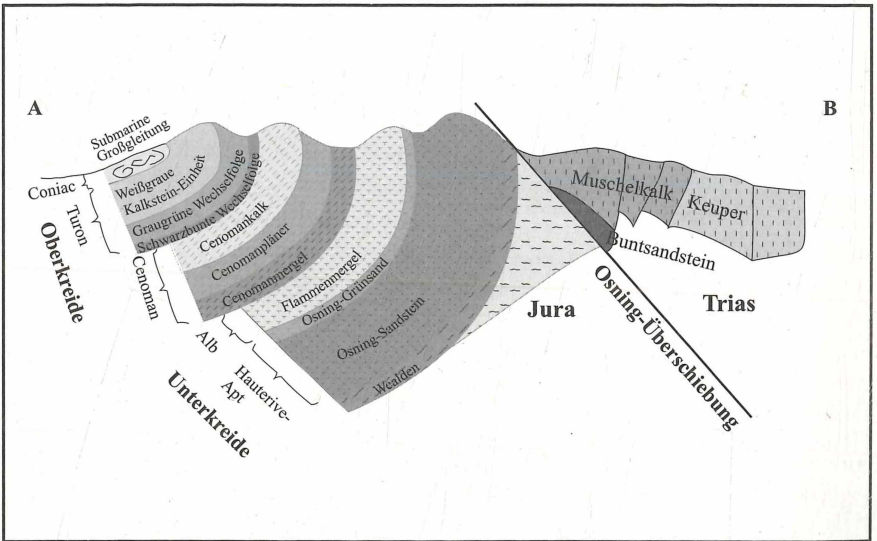 A
B
Submarine
Großgleitung
Coniac
Weißgraue
Kalkstein-Einheit
Graugrüne Wechselfolge
Schwarzbunte Wechselfolge
Turon
Oberkreide
Cenomankalk
Cenomanpläner
Cenomanmergel
Cenoman
Flammenmergel
Osning-Grünsand
Alb
Osning-Sandstein
Wealden
Hauterive-
Apt
Unterkreide
Jura
Muschelkalk
Keuper
Buntsandstein
Trias
Osning-Überschiebung